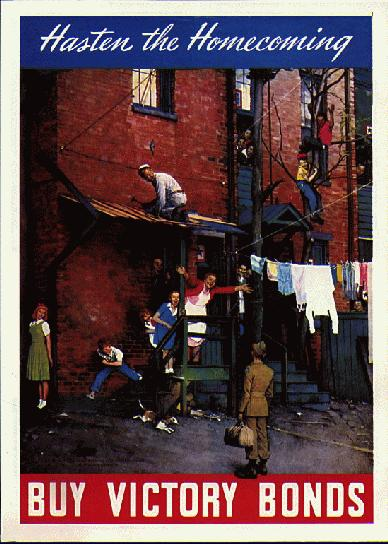 Hasten the Homecoming
BUY VICTORY BONDS